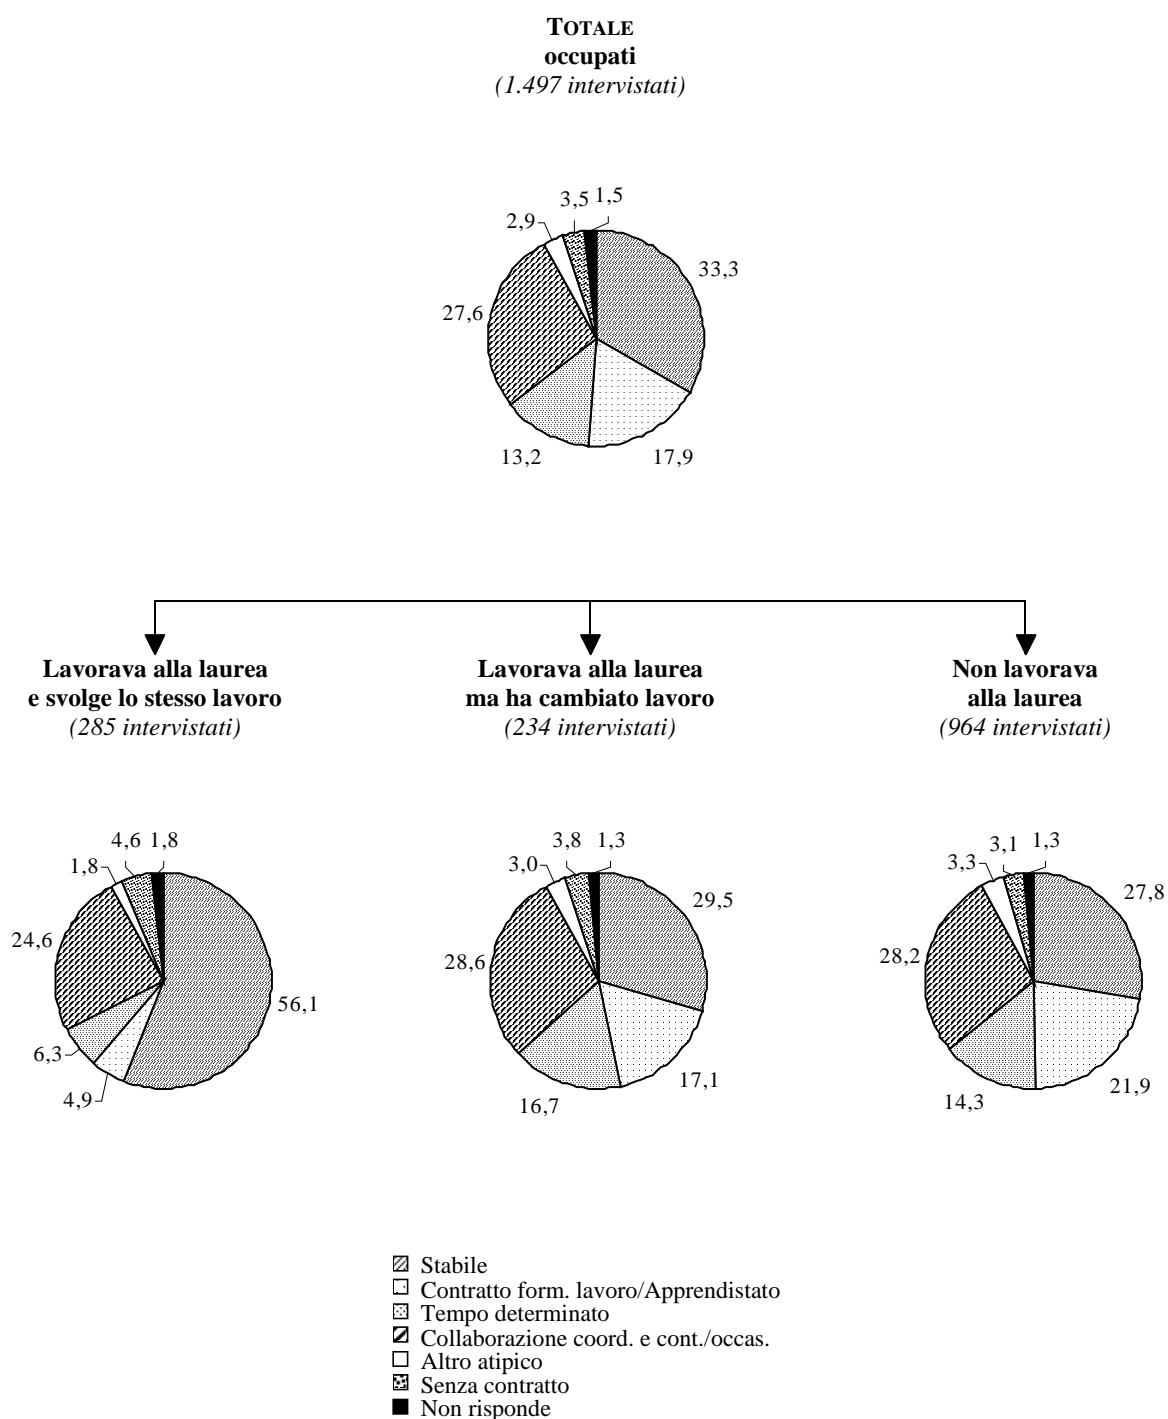 TOTALE
occupati
(1.497 intervistati)
3,5 1,5
2,9
33,3
27,6
13,2
17,9
Lavorava alla laurea
e svolge lo stesso lavoro
(285 intervistati)
Lavorava alla laurea
ma ha cambiato lavoro
(234 intervistati)
Non lavorava
alla laurea
(964 intervistati)
4,6 1,8
1,8
24,6
56,1
6,3
4,9
3,8 1,3
3,0
29,5
28,6
17,1
16,7
3,1 1,3
3,3
27,8
28,2
21,9
14,3
Stabile
Contratto form. lavoro/Apprendistato
Tempo determinato
Collaborazione coord. e cont./occas.
Altro atipico
Senza contratto
Non risponde